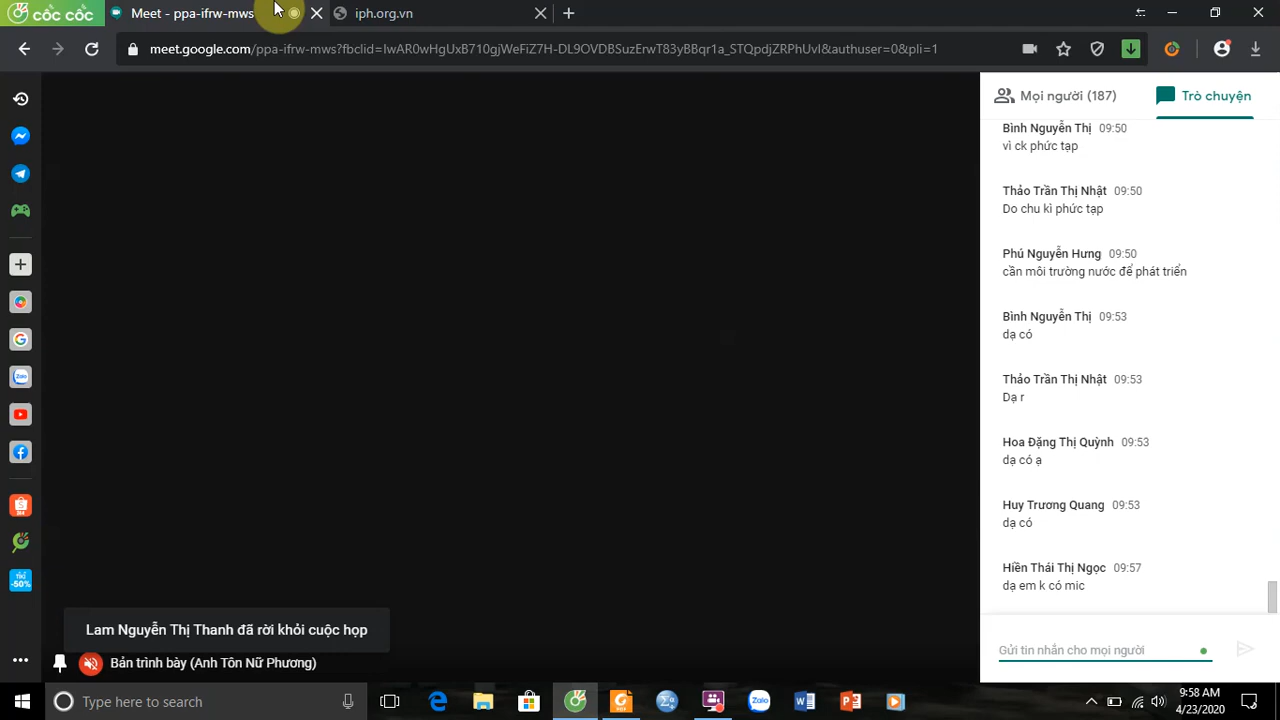 cốc cốc
Meet - ppa-ifrw-mws
iph.org.vn
meet.google.com/ppa-ifrw-mws?fbclid=IwAR0wHgUxB710gjWeFiZ7H-DL9OVDBSuzErwT83yBBqr1a_STQpdjZRPhUvI&authuser=0&pli=1
Mọi người (187)
Trò chuyện
Bình Nguyễn Thị 09:50
vì ck phức tạp
Thảo Trần Thị Nhật 09:50
Do chu kì phức tạp
Phú Nguyễn Hưng 09:50
cần môi trường nước để phát triển
Bình Nguyễn Thị 09:53
dạ có
Thảo Trần Thị Nhật 09:53
Dạ r
Hoa Đặng Thị Quỳnh 09:53
dạ có ạ
Huy Trương Quang 09:53
dạ có
Hiền Thái Thị Ngọc 09:57
dạ em k có mic
Zalo
TIKI
-50%
Lam Nguyễn Thị Thanh đã rời khỏi cuộc họp
Bản trình bày (Anh Tôn Nữ Phương)
Gửi tin nhắn cho mọi người
Type here to search
Zalo
9:58 AM
4/23/2020